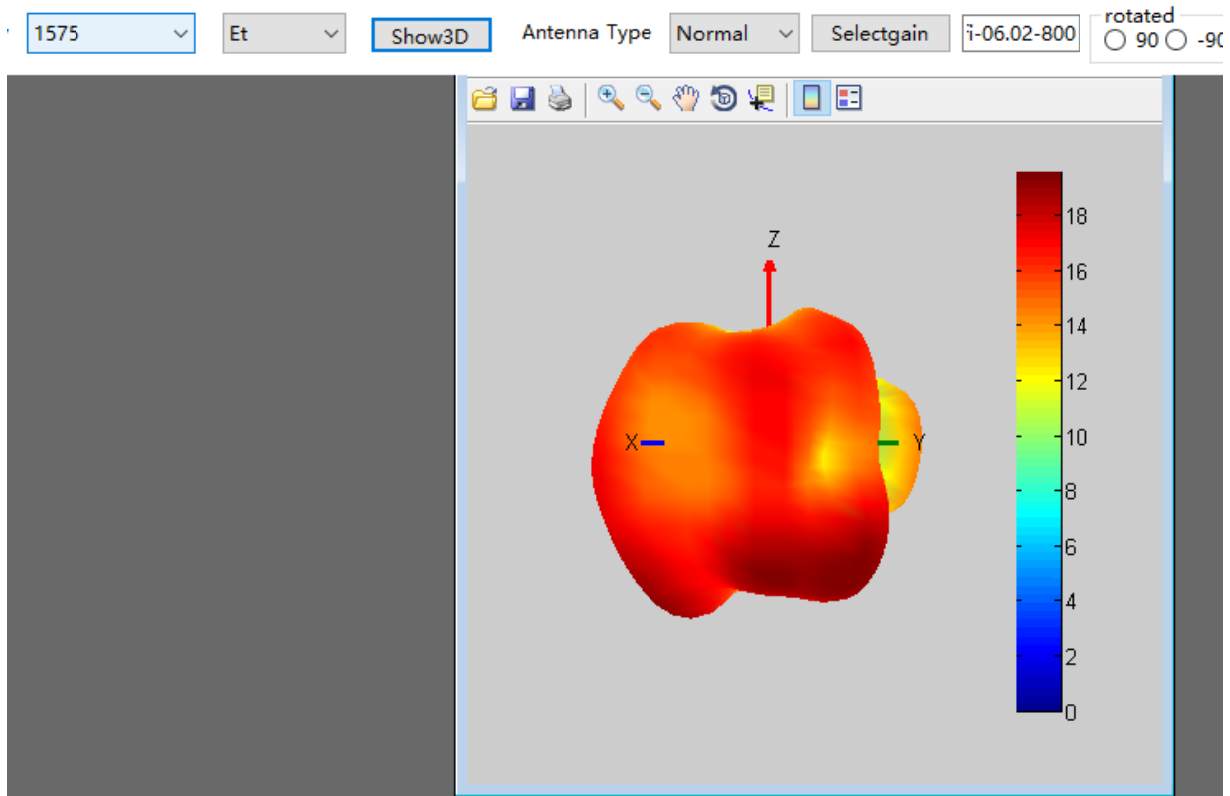 1575
Et
Show3D
Antenna Type
Normal
Selectgain
i-06.02-800
rotated
90
-90
Z
X
Y
18
16
14
12
10
8
6
4
2
0